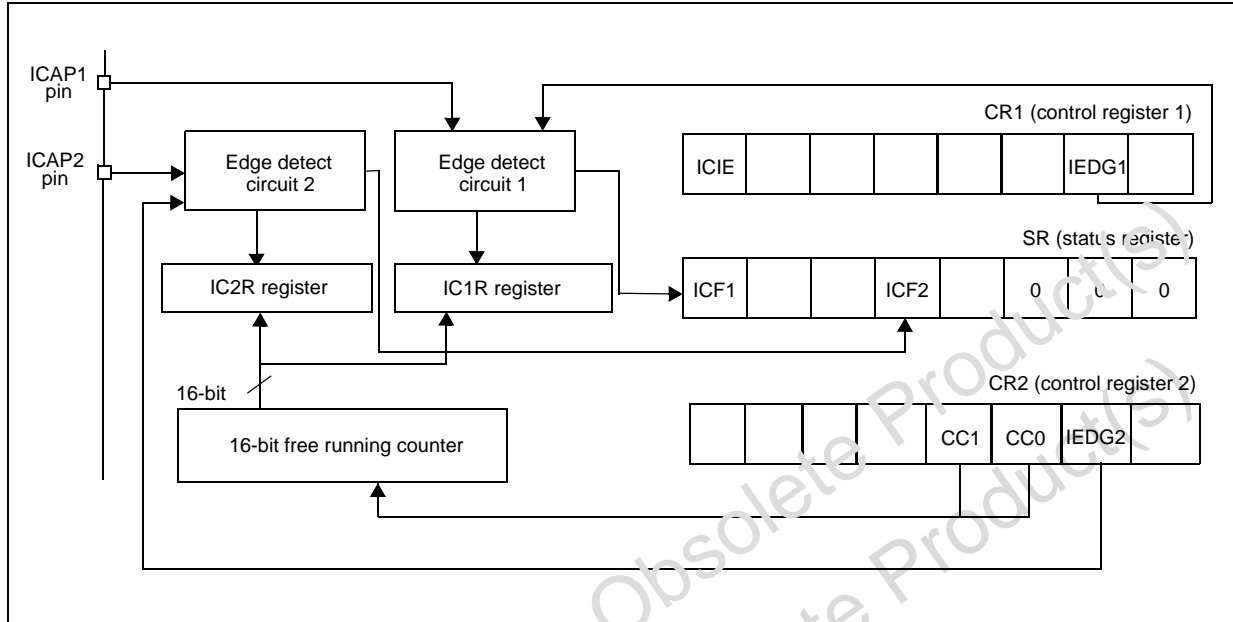 ICAP1
pin
ICAP2
pin
Edge detect
circuit 2
Edge detect
circuit 1
CR1 (control register 1)
ICIE
IEDG1
SR (status register)
IC2R register
IC1R register
ICF1
ICF2
0
0
0
16-bit
16-bit free running counter
CR2 (control register 2)
CC1
CC0
IEDG2
Obsolete Product(s)
te Product(s)